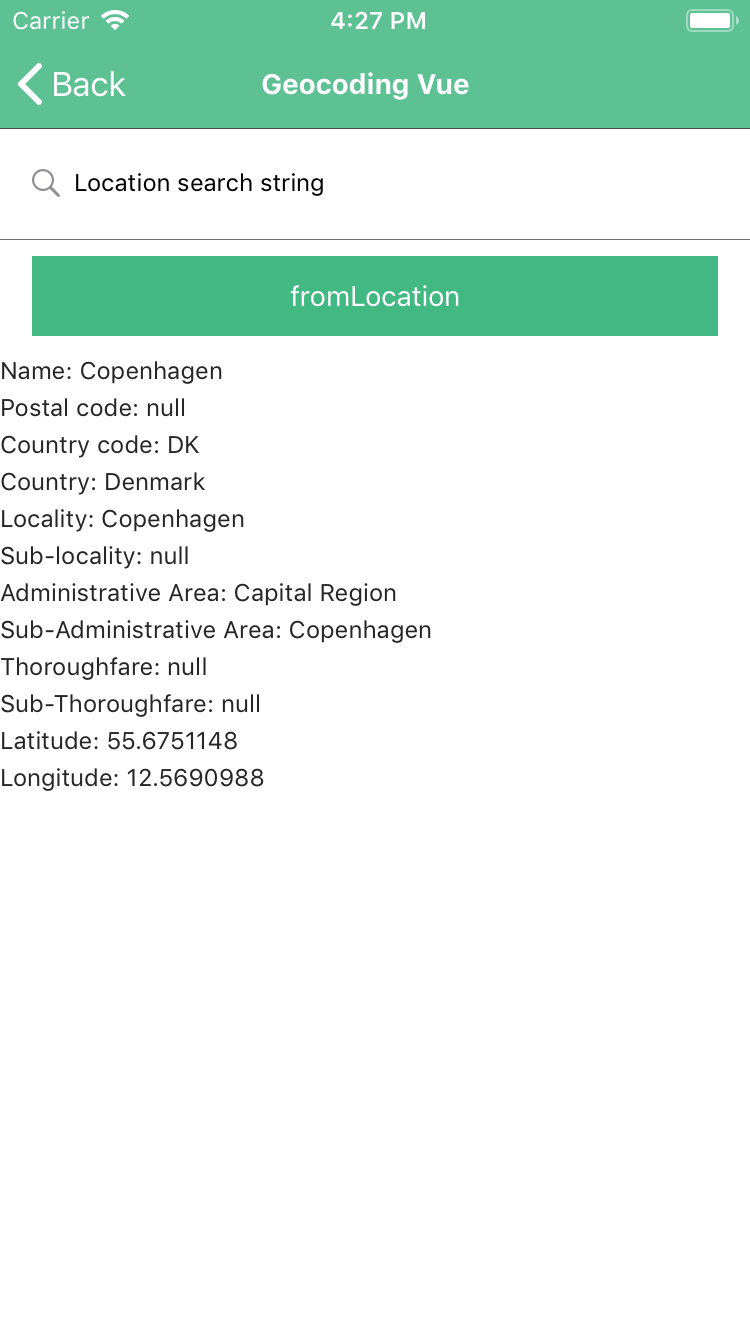 Carrier 4:27 PM
Back Geocoding Vue
Location search string
fromLocation
Name: Copenhagen
Postal code: null
Country code: DK
Country: Denmark
Locality: Copenhagen
Sub-locality: null
Administrative Area: Capital Region
Sub-Administrative Area: Copenhagen
Thoroughfare: null
Sub-Thoroughfare: null
Latitude: 55.6751148
Longitude: 12.5690988